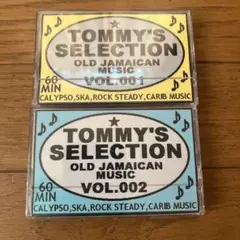 TOMMY'S
SELECTION
OLD JAMAICAN
MUSIC
VOL.001
60
MIN
CALYPSO,SKA,ROCK STEADY,CARIB MUSIC
TOMMY'S
SELECTION
OLD JAMAICAN
MUSIC
VOL.002
60
MIN
CALYPSO,SKA,ROCK STEADY,CARIB MUSIC